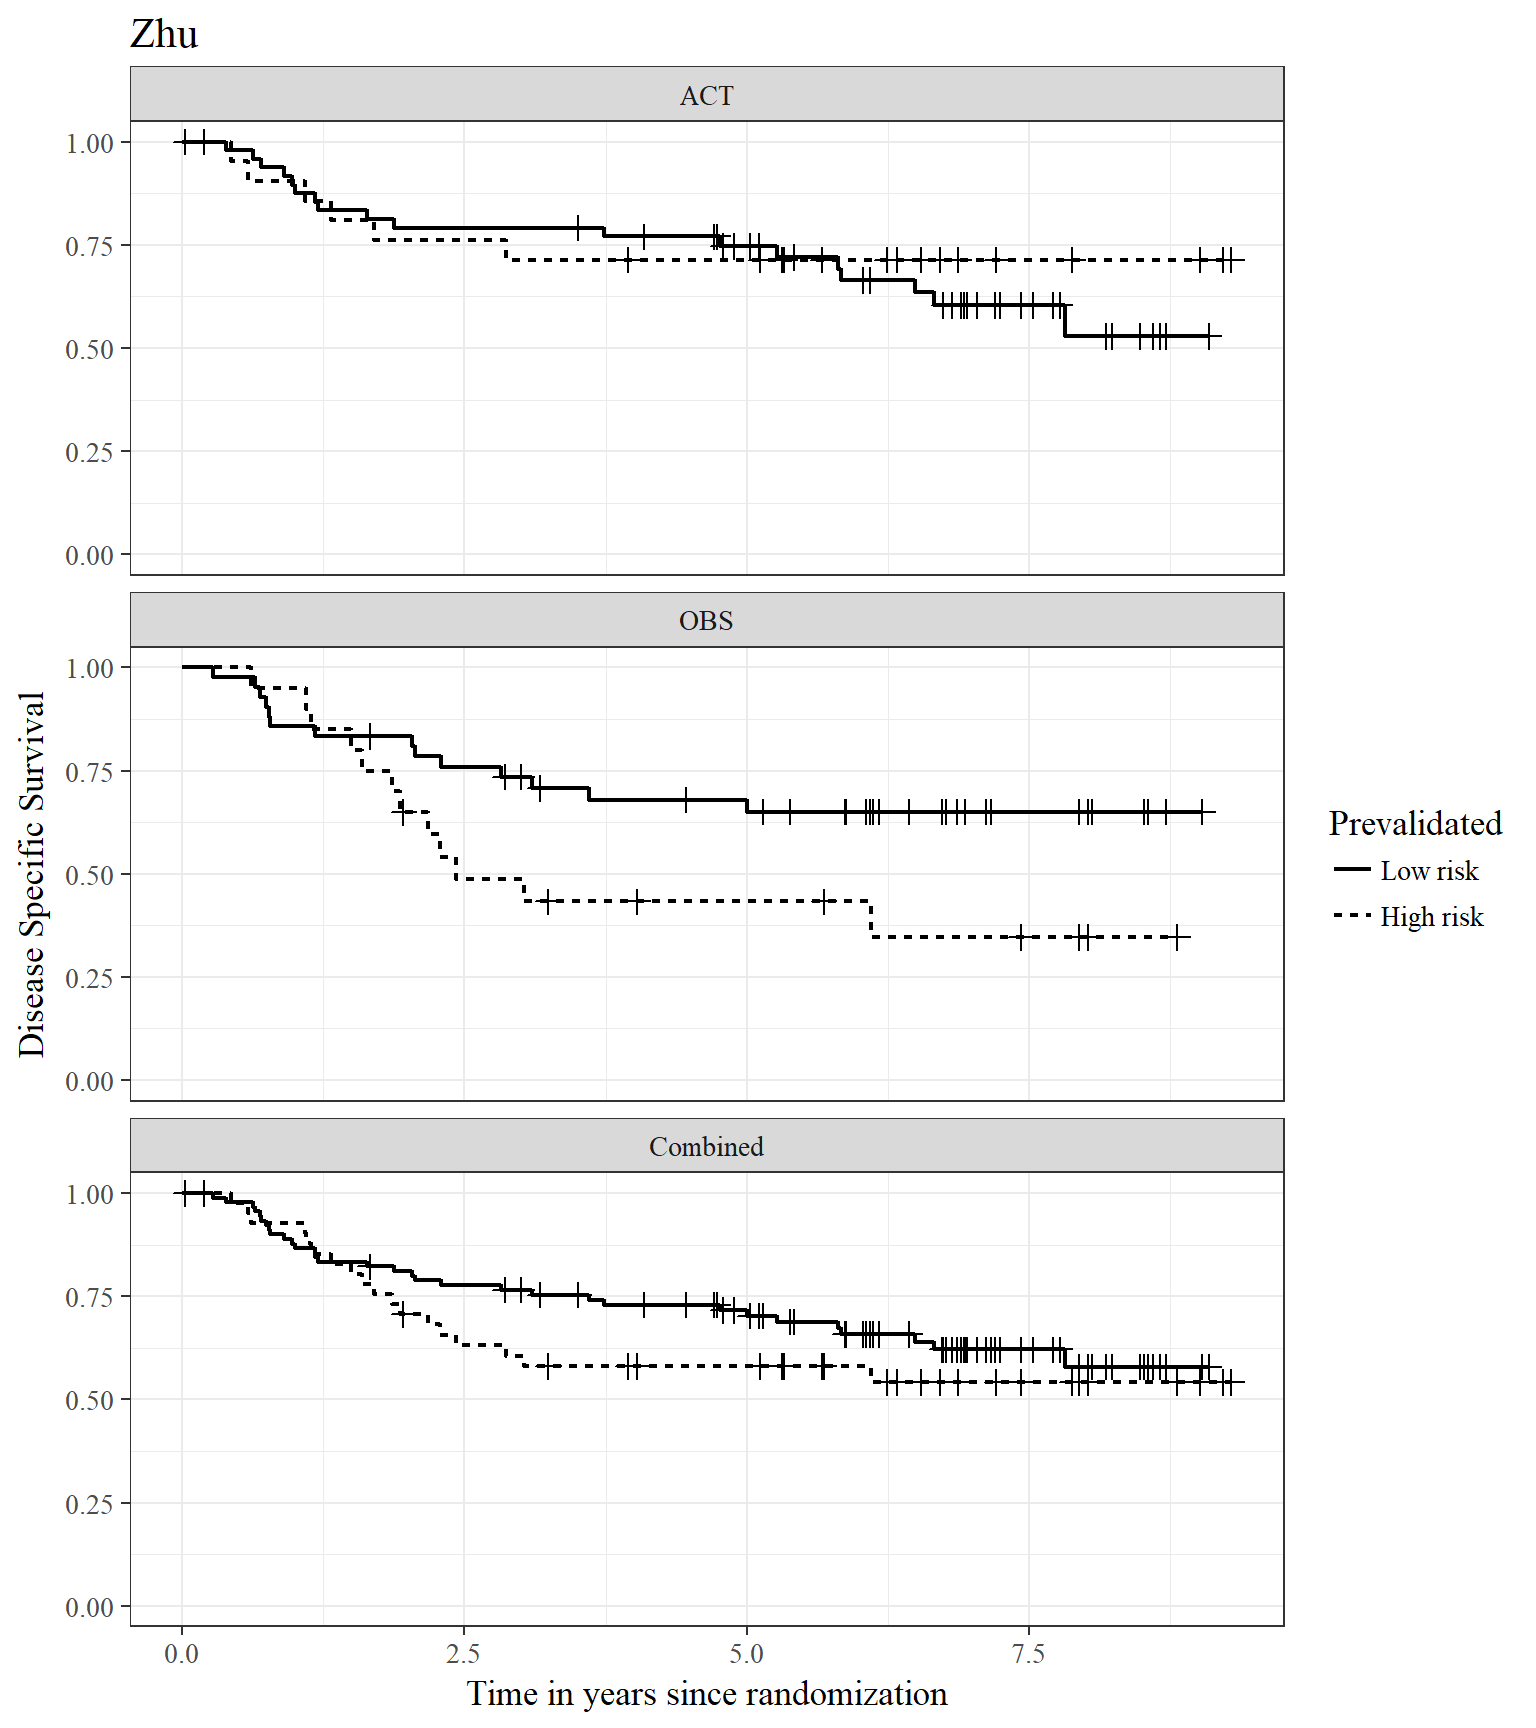 Zhu
ACT
1.00
0.75
0.50
0.25
0.00
OBS
1.00
0.75
0.50
0.25
0.00
Combined
1.00
0.75
0.50
0.25
0.00
0.0 2.5 5.0 7.5
Time in years since randomization
Disease Specific Survival
Prevalidated
Low risk
High risk